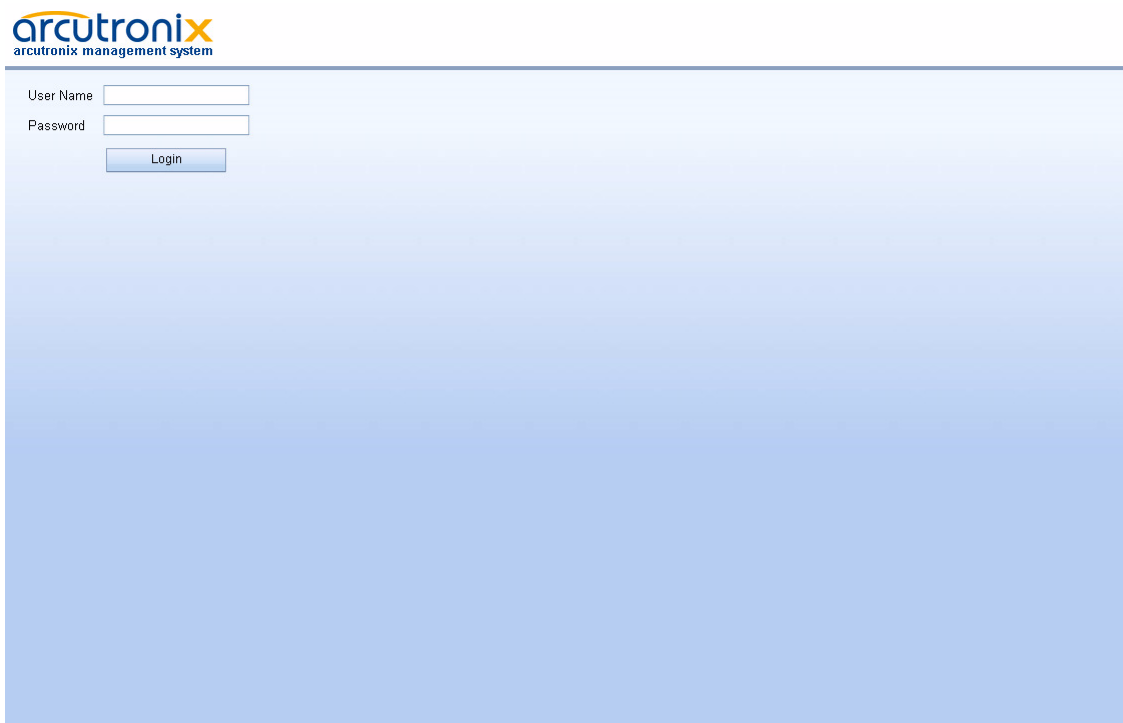 arcutronix
arcutronix management system
User Name
Password
Login